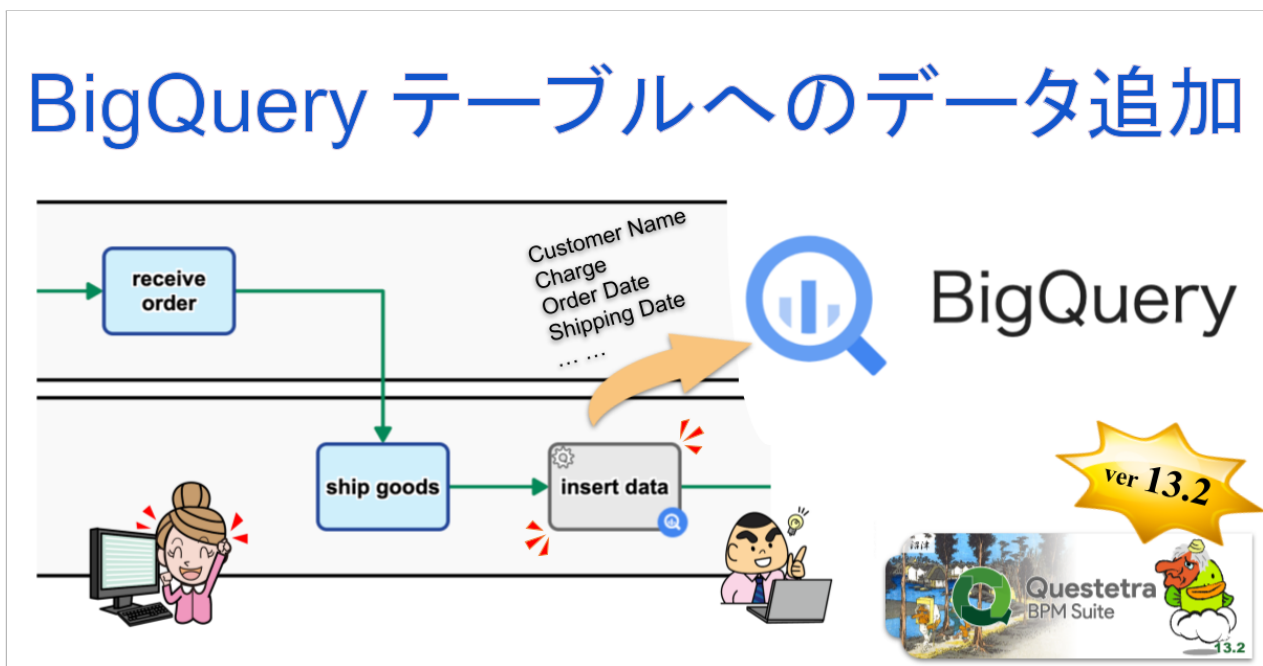 BigQuery テーブルへのデータ追加
receive
order
Customer Name
Charge
Order Date
Shipping Date
... ...
BigQuery
ship goods
insert data
ver 13.2
Questetra
BPM Suite
13.2